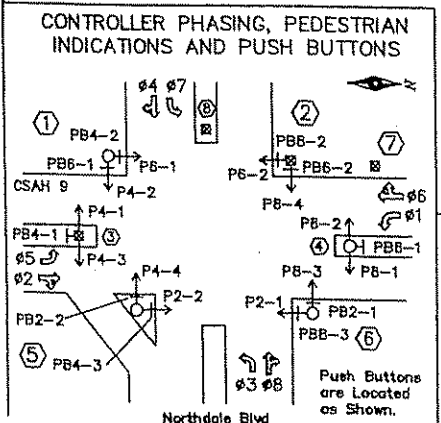 CONTROLLER PHASING, PEDESTRIAN
INDICATIONS AND PUSH BUTTONS
ø4 ø7
N
1
8
2
PB4-2
PB6-1
P6-1
P4-2
CSAH 9
PB8-2
7
P6-2
PB6-2
P8-4
ø6
ø1
P4-1
PB4-1
3
P4-3
ø5
ø2
P8-2
4
PB8-1
P8-1
P4-4
P2-2
PB2-2
PB4-3
5
P8-3
P2-1
PB2-1
PB8-3
6
ø3 ø8
Push Buttons
are Located
as Shown.
Northdale Blvd